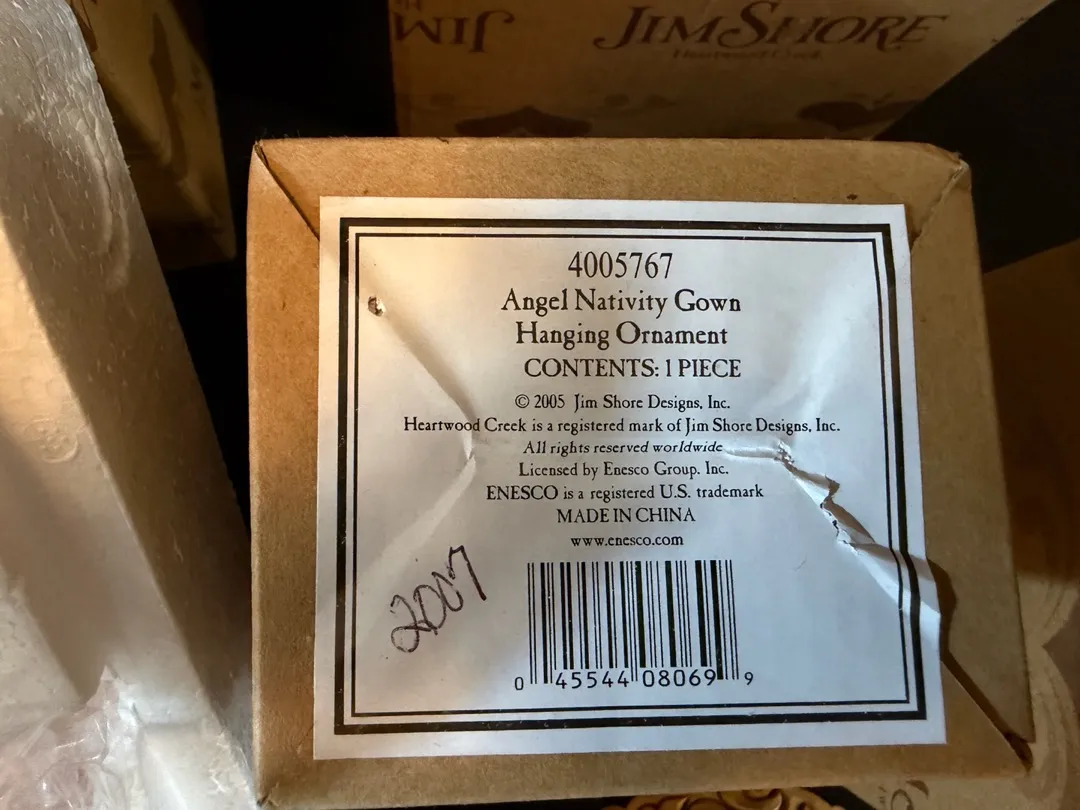 JIM
JIM SHORE
Heartwood Creek
4005767
Angel Nativity Gown
Hanging Ornament
CONTENTS: 1 PIECE
© 2005 Jim Shore Designs, Inc.
Heartwood Creek is a registered mark of Jim Shore Designs, Inc.
All rights reserved worldwide
Licensed by Enesco Group, Inc.
ENESCO is a registered U.S. trademark
MADE IN CHINA
www.enesco.com
2007
0 45544 08069 9